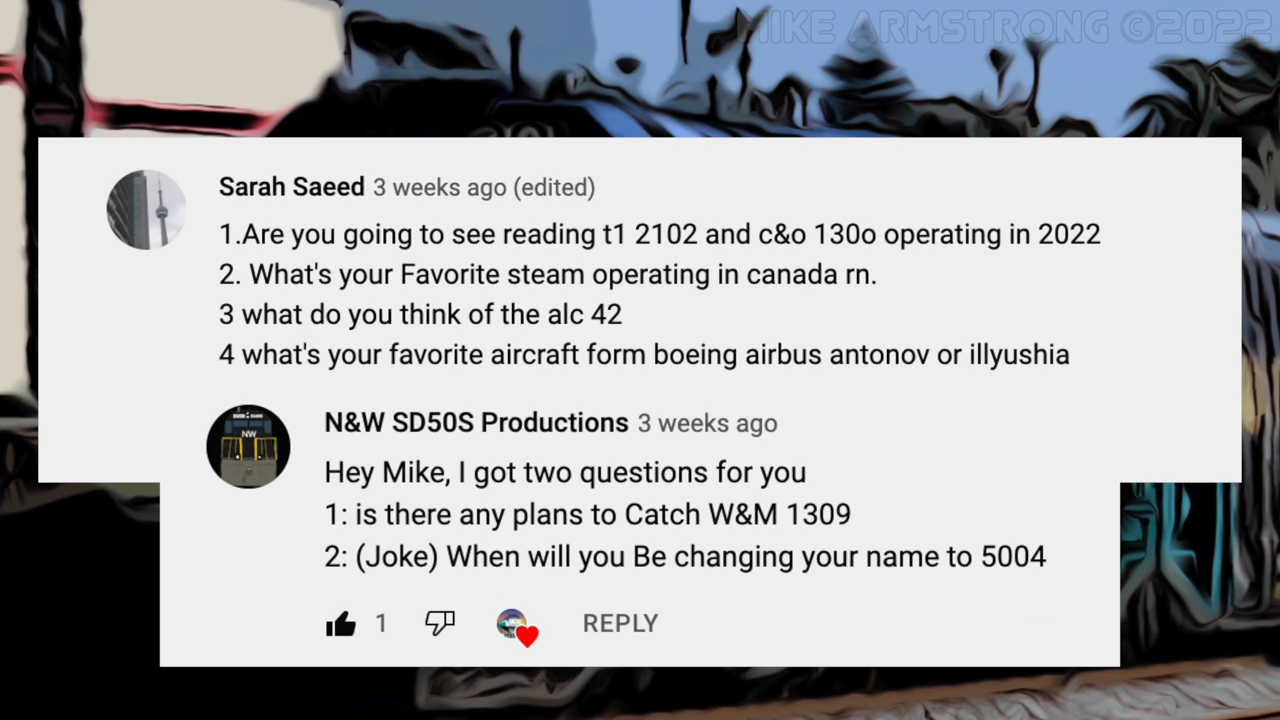 MIKE ARMSTRONG ©2022
Sarah Saeed 3 weeks ago (edited)
1.Are you going to see reading t1 2102 and c&o 130o operating in 2022
2. What's your Favorite steam operating in canada rn.
3 what do you think of the alc 42
4 what's your favorite aircraft form boeing airbus antonov or illyushia
NW
N&W SD50S Productions 3 weeks ago
Hey Mike, I got two questions for you
1: is there any plans to Catch W&M 1309
2: (Joke) When will you Be changing your name to 5004
1 REPLY